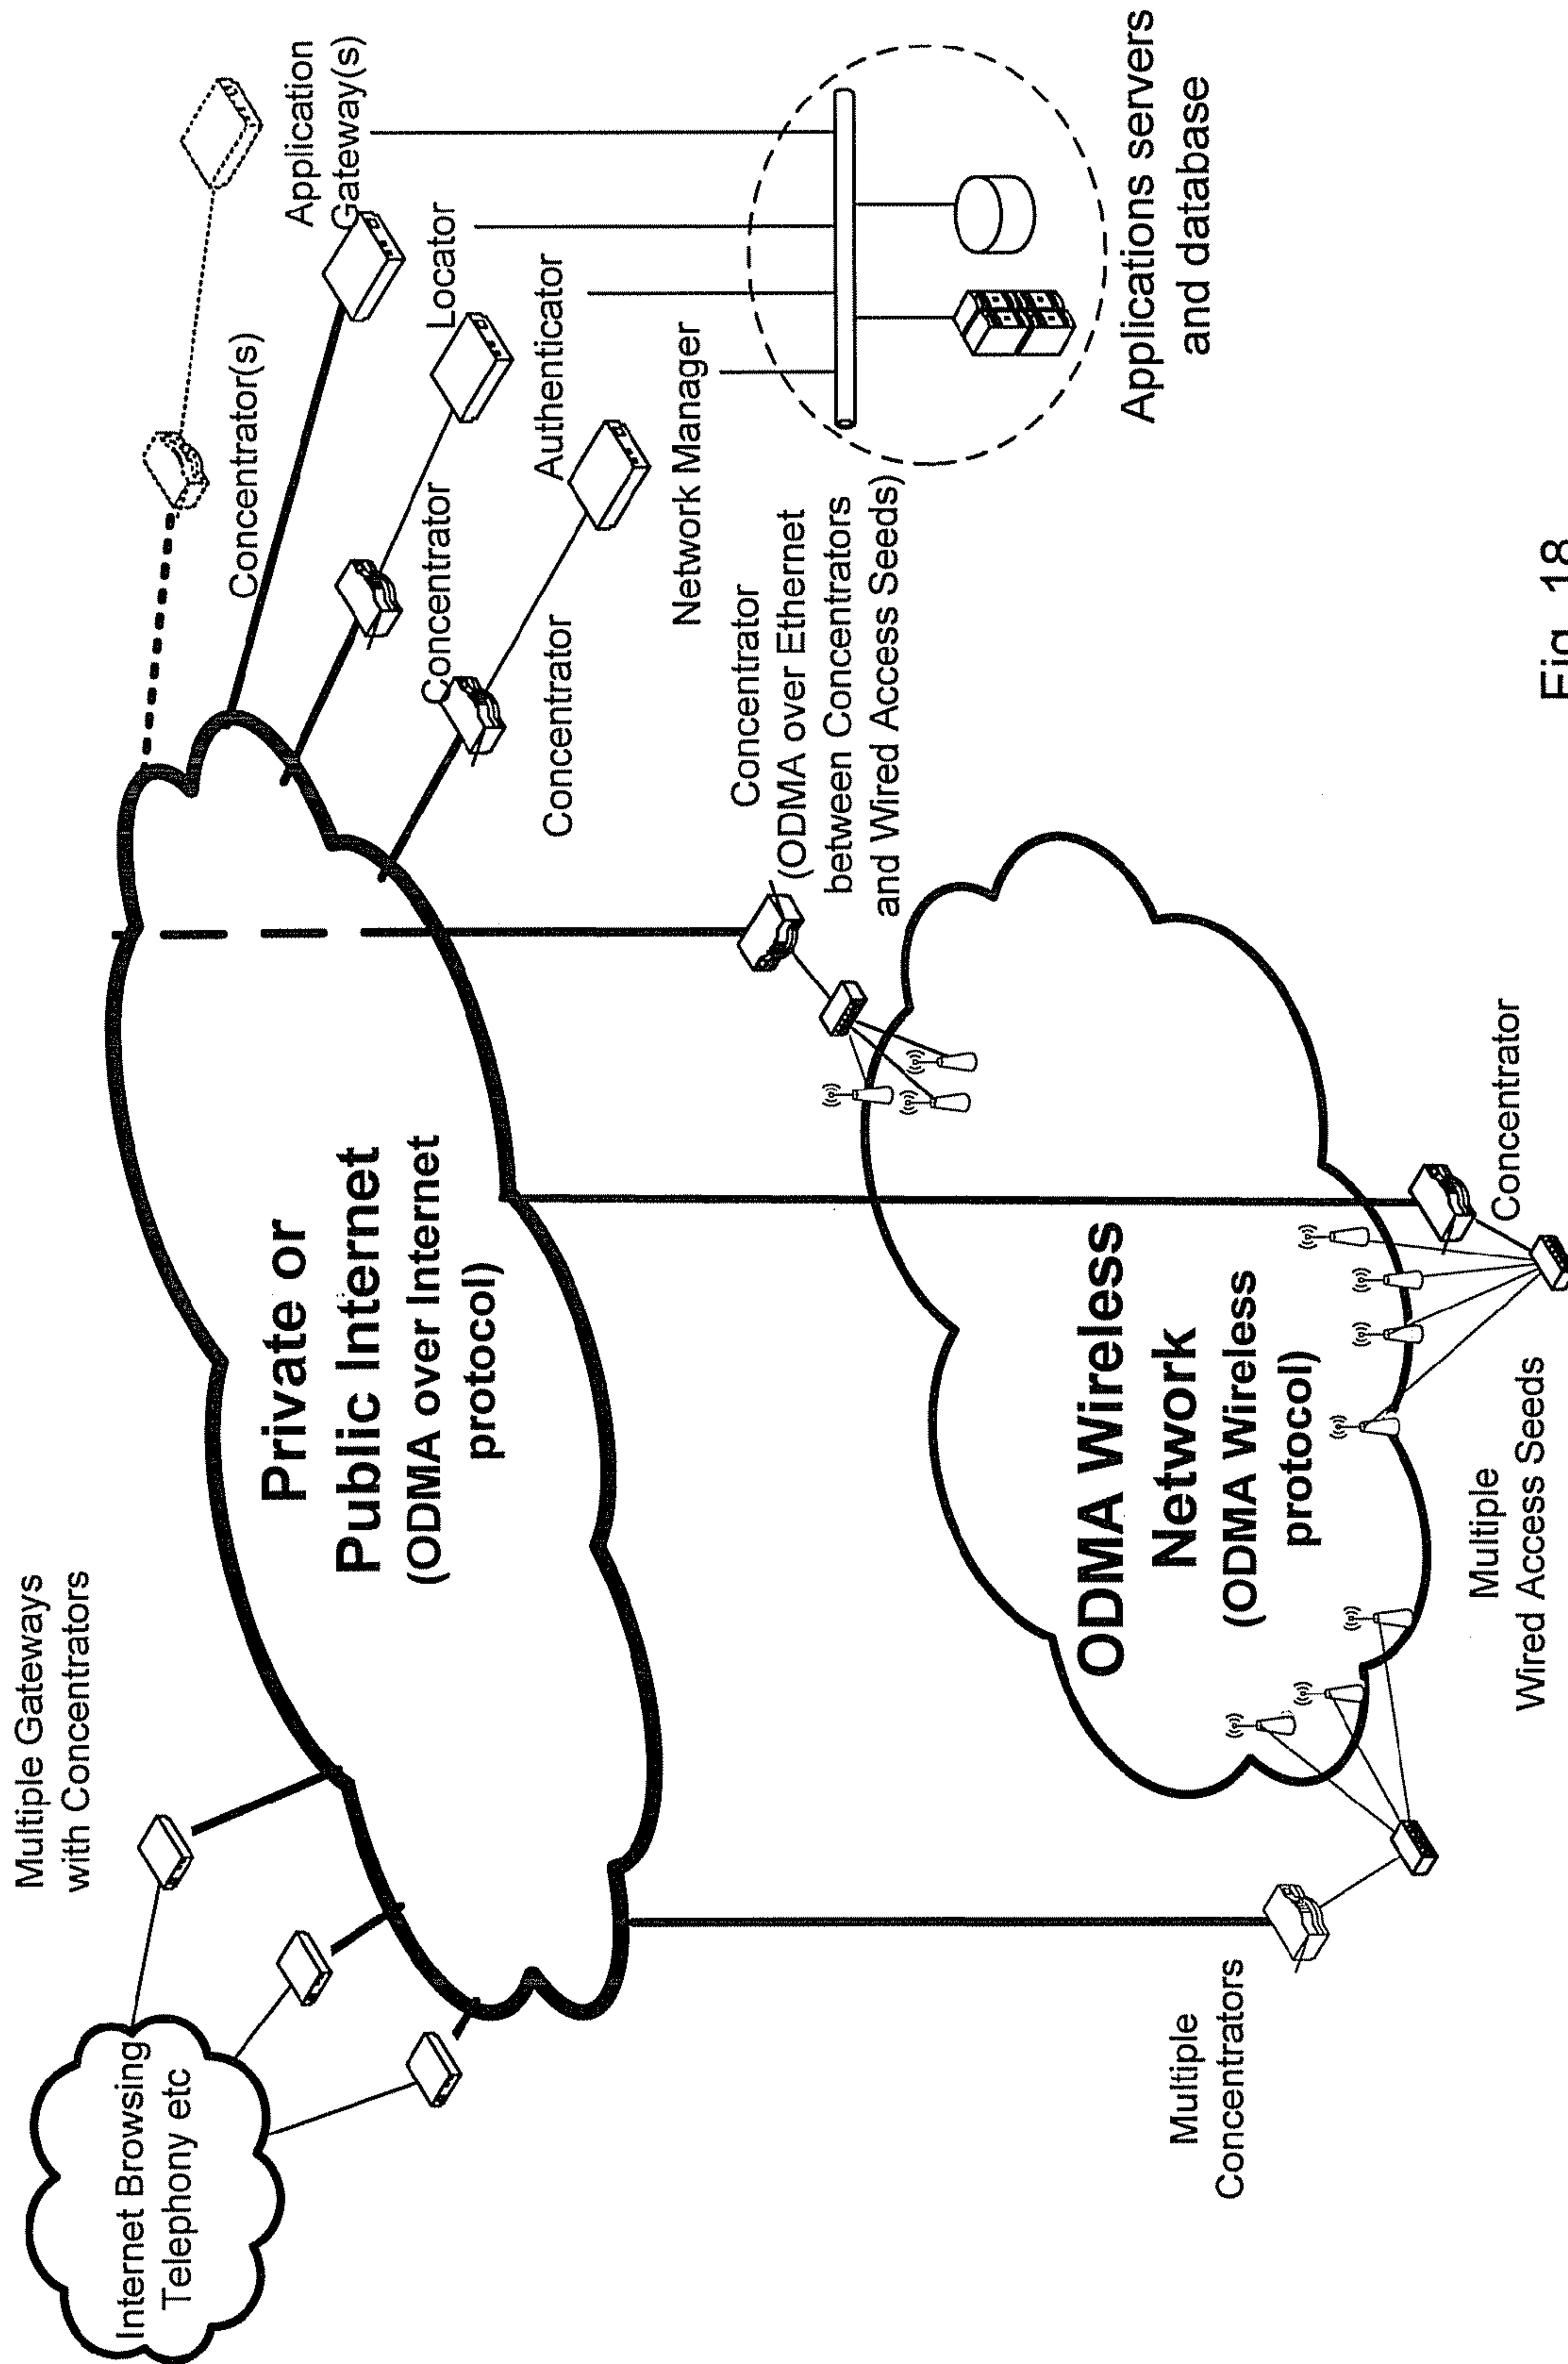 Internet Browsing
Telephony etc
Multiple Gateways
with Concentrators
Private or
Public Internet
(ODMA over Internet
protocol)
Concentrator(s)
Application
Gateway(s)
Concentrator
Locator
Concentrator
Authenticator
Network Manager
Concentrator
(ODMA over Ethernet
between Concentrators
and Wired Access Seeds)
Applications servers
and database
ODMA Wireless
Network
(ODMA Wireless
protocol)
Multiple
Concentrators
Multiple
Wired Access Seeds
Concentrator
Fig. 18